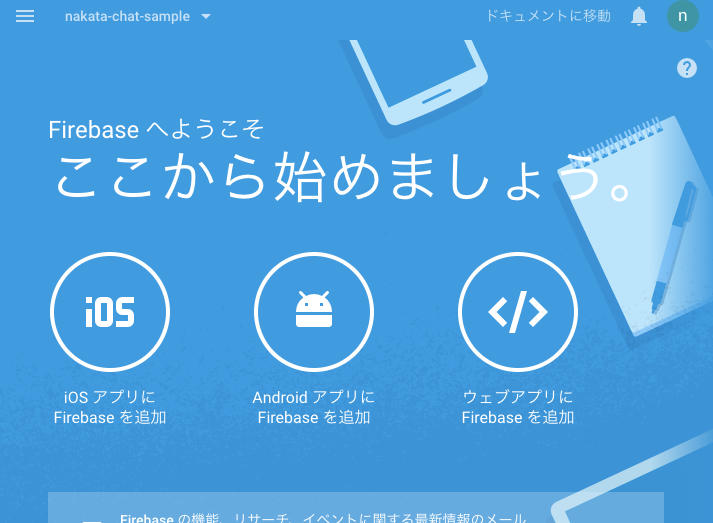 nakata-chat-sample
ドキュメントに移動
n
?
Firebase へようこそ
ここから始めましょう。
iOS
</>
iOS アプリに
Firebase を追加
Android アプリに
Firebase を追加
ウェブアプリに
Firebase を追加
Firebase の機能、リサーチ、イベントに関する最新情報のメール